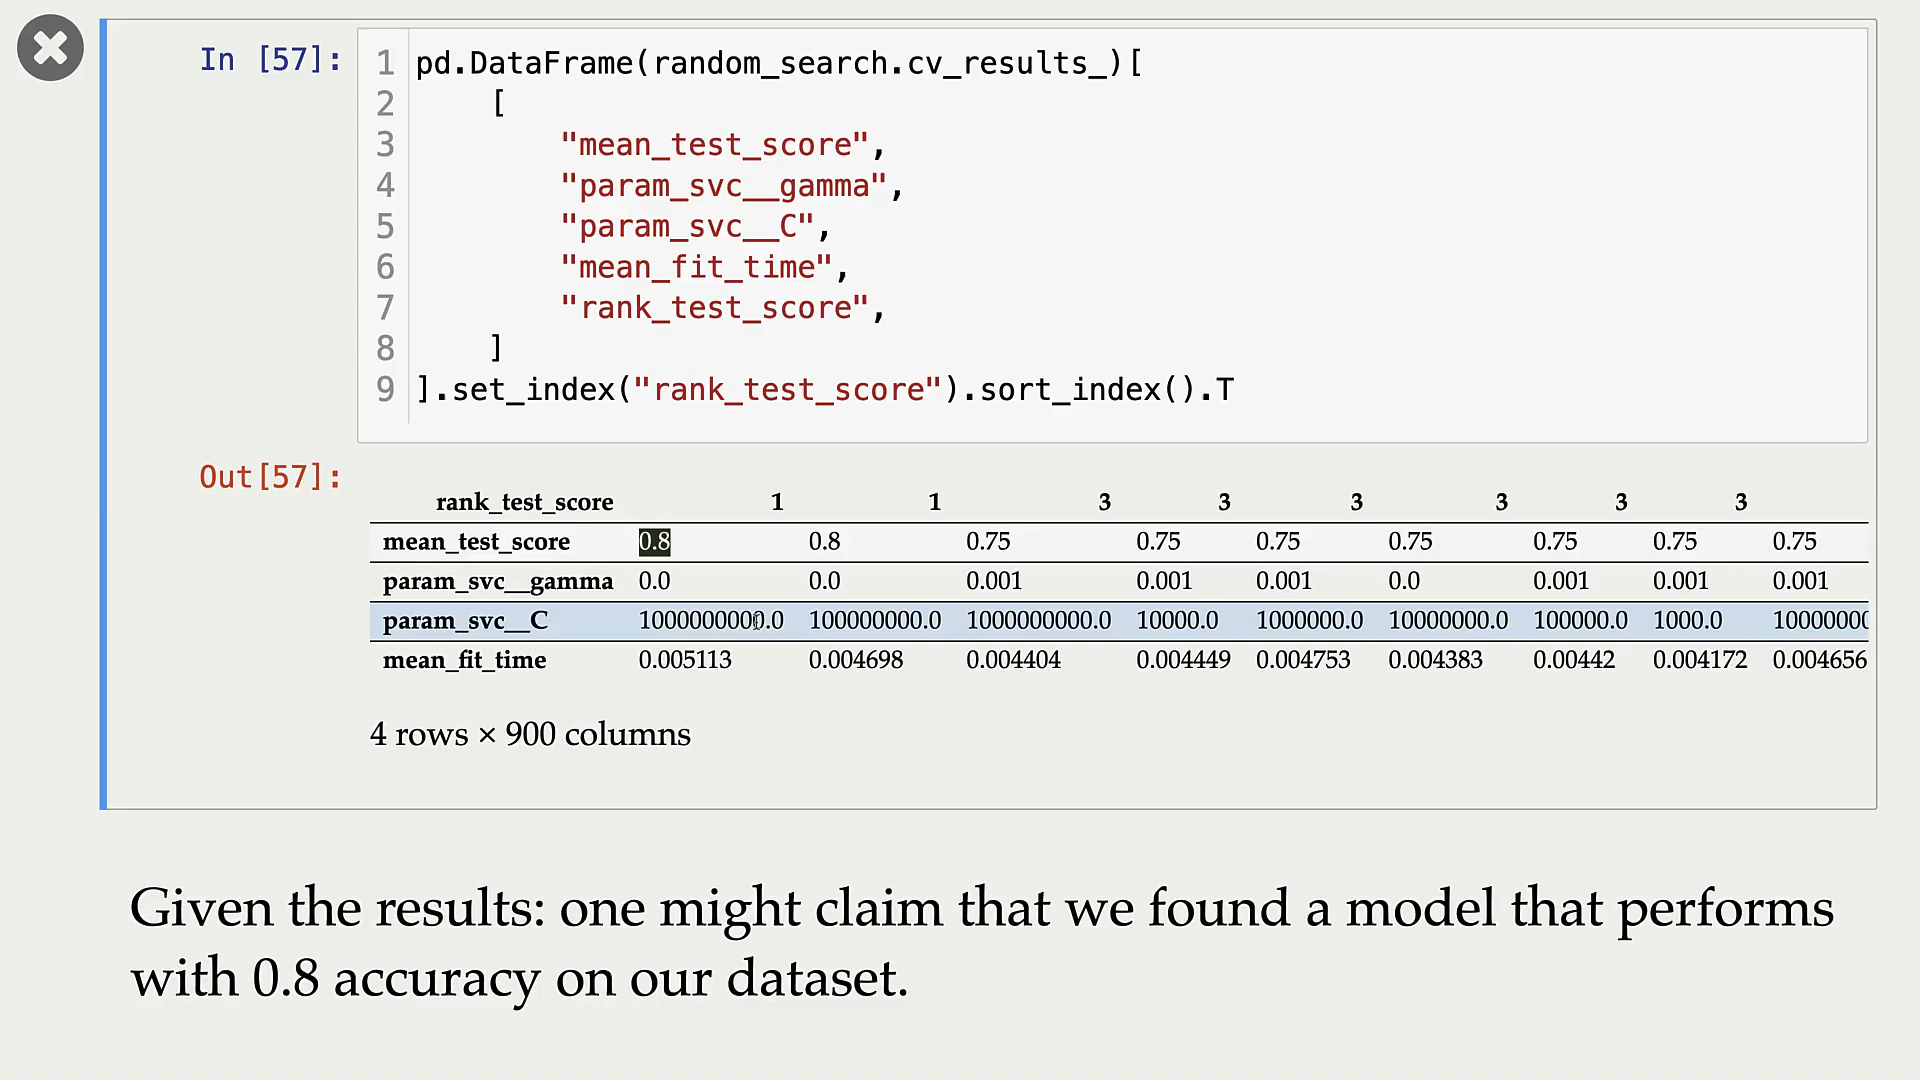 In [57]:
1 pd.DataFrame(random_search.cv_results_)[
2     [
3         "mean_test_score",
4         "param_svc__gamma",
5         "param_svc__C",
6         "mean_fit_time",
7         "rank_test_score",
8     ]
9 ].set_index("rank_test_score").sort_index().T
Out[57]:
rank_test_score 1 1 3 3 3 3 3 3
mean_test_score 0.8 0.8 0.75 0.75 0.75 0.75 0.75 0.75 0.75
param_svc__gamma 0.0 0.0 0.001 0.001 0.001 0.0 0.001 0.001 0.001
param_svc__C 1000000000.0 100000000.0 1000000000.0 10000.0 1000000.0 10000000.0 100000.0 1000.0
mean_fit_time 0.005113 0.004698 0.004404 0.004449 0.004753 0.004383 0.00442 0.004172 0.004656
4 rows × 900 columns
Given the results: one might claim that we found a model that performs
with 0.8 accuracy on our dataset.